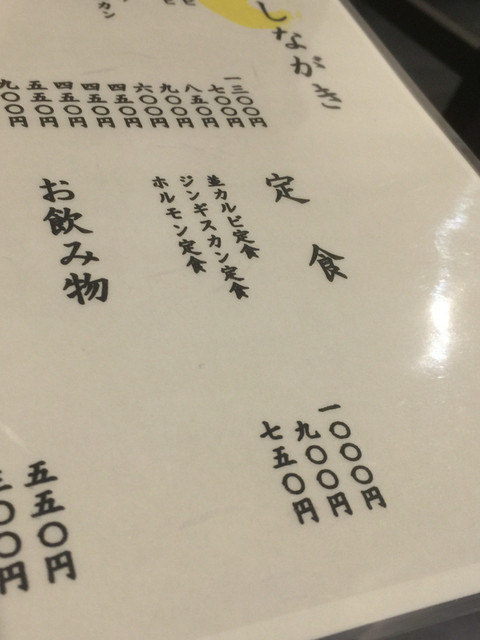 しながき
一三〇〇円
七〇〇円
八五〇円
九〇〇円
六〇〇円
四五〇円
四五〇円
四五〇円
五五〇円
九〇〇円
定食
並カルビ定食
ジンギスカン定食
ホルモン定食
一〇〇〇円
九〇〇円
七五〇円
お飲み物
五五〇円
〇〇円